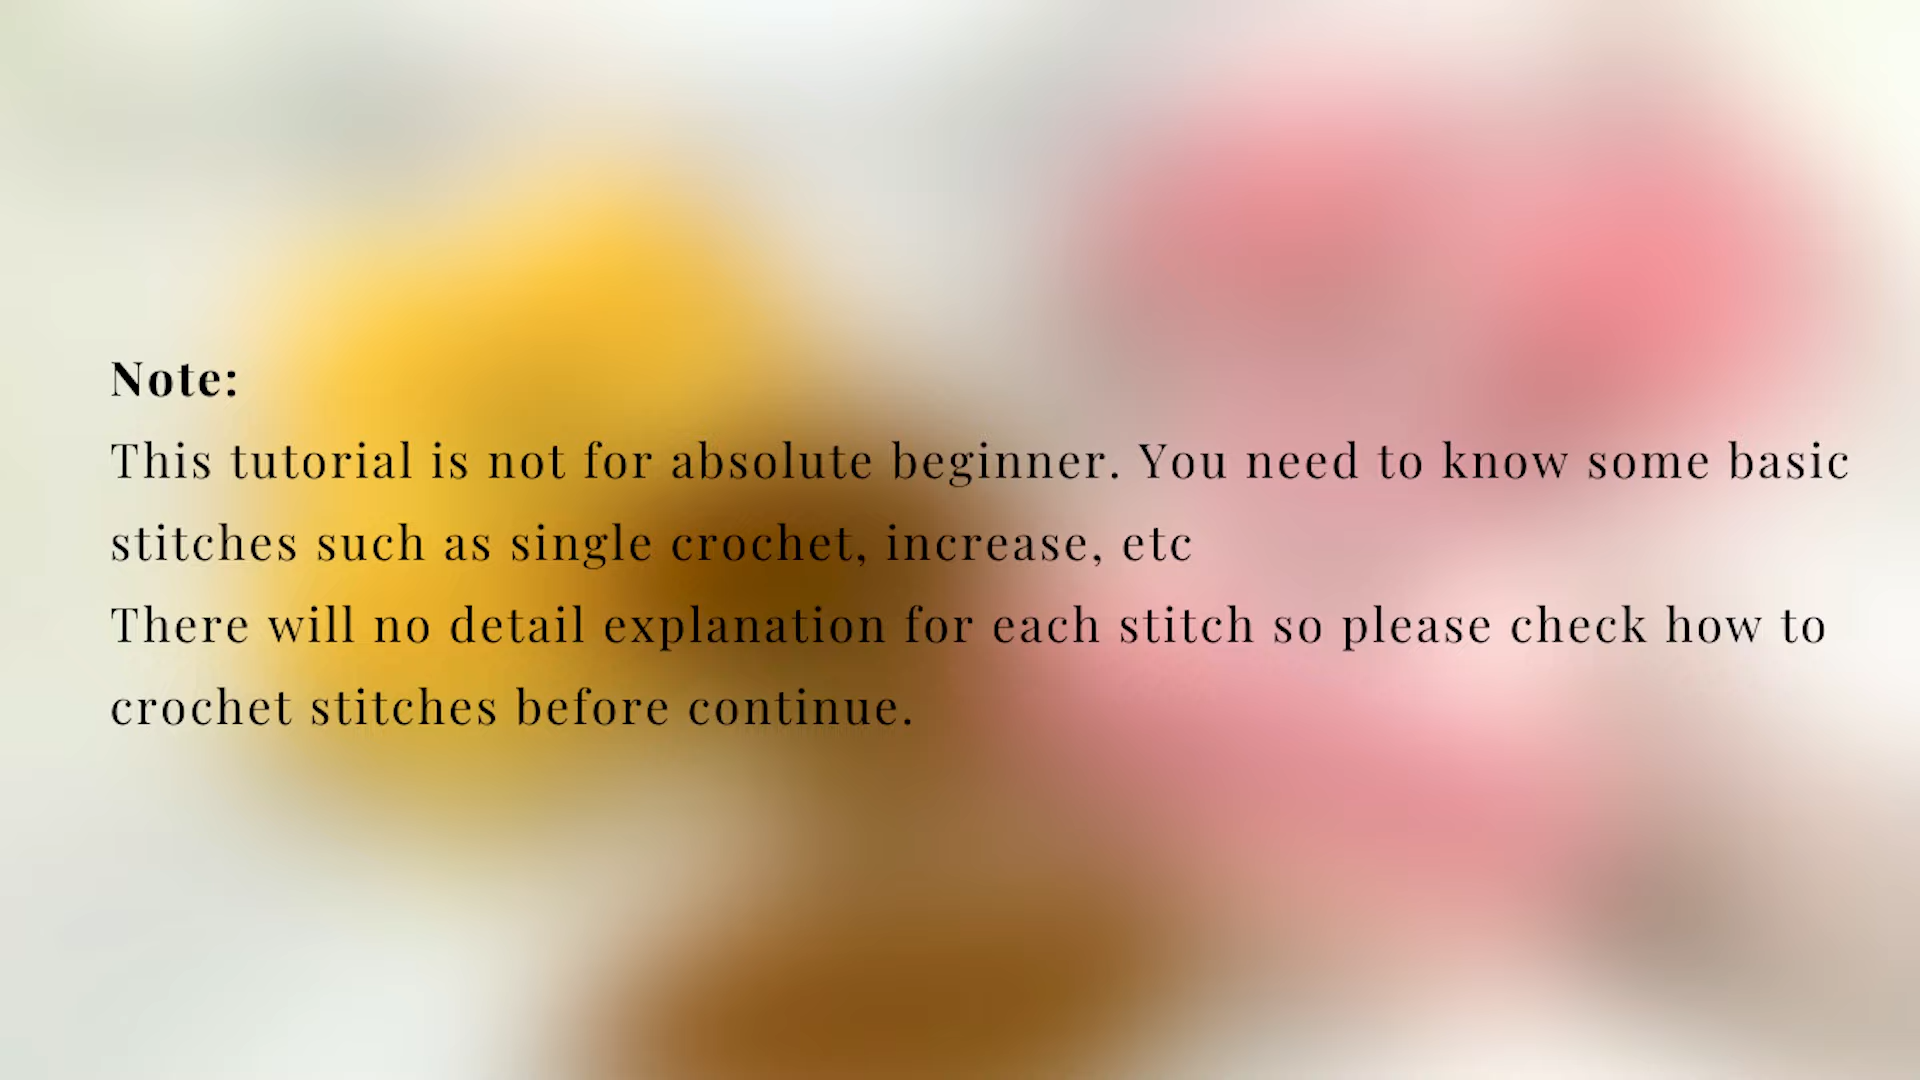 Note:
This tutorial is not for absolute beginner. You need to know some basic
stitches such as single crochet, increase, etc
There will no detail explanation for each stitch so please check how to
crochet stitches before continue.